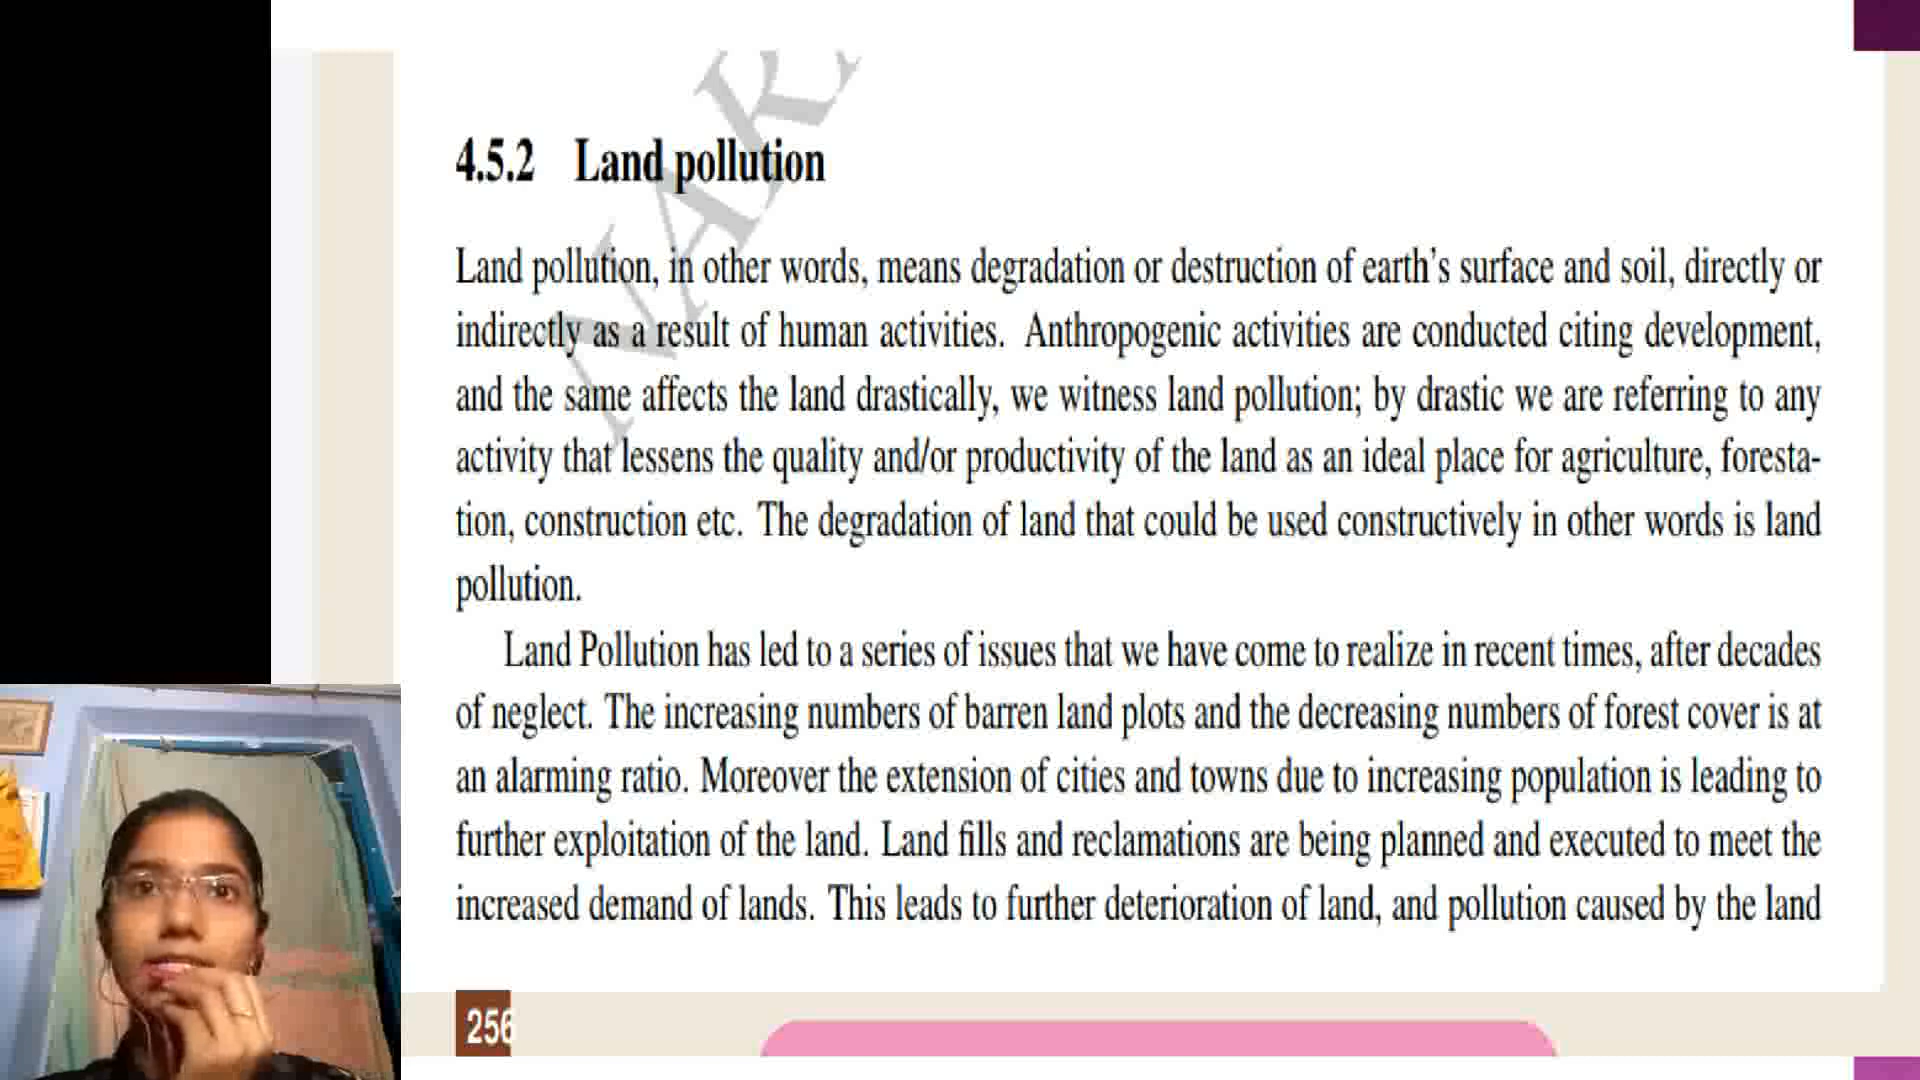 NAR
4.5.2 Land pollution
Land pollution, in other words, means degradation or destruction of earth's surface and soil, directly or
indirectly as a result of human activities. Anthropogenic activities are conducted citing development,
and the same affects the land drastically, we witness land pollution; by drastic we are referring to any
activity that lessens the quality and/or productivity of the land as an ideal place for agriculture, foresta-
tion, construction etc. The degradation of land that could be used constructively in other words is land
pollution.
Land Pollution has led to a series of issues that we have come to realize in recent times, after decades
of neglect. The increasing numbers of barren land plots and the decreasing numbers of forest cover is at
an alarming ratio. Moreover the extension of cities and towns due to increasing population is leading to
further exploitation of the land. Land fills and reclamations are being planned and executed to meet the
increased demand of lands. This leads to further deterioration of land, and pollution caused by the land
256